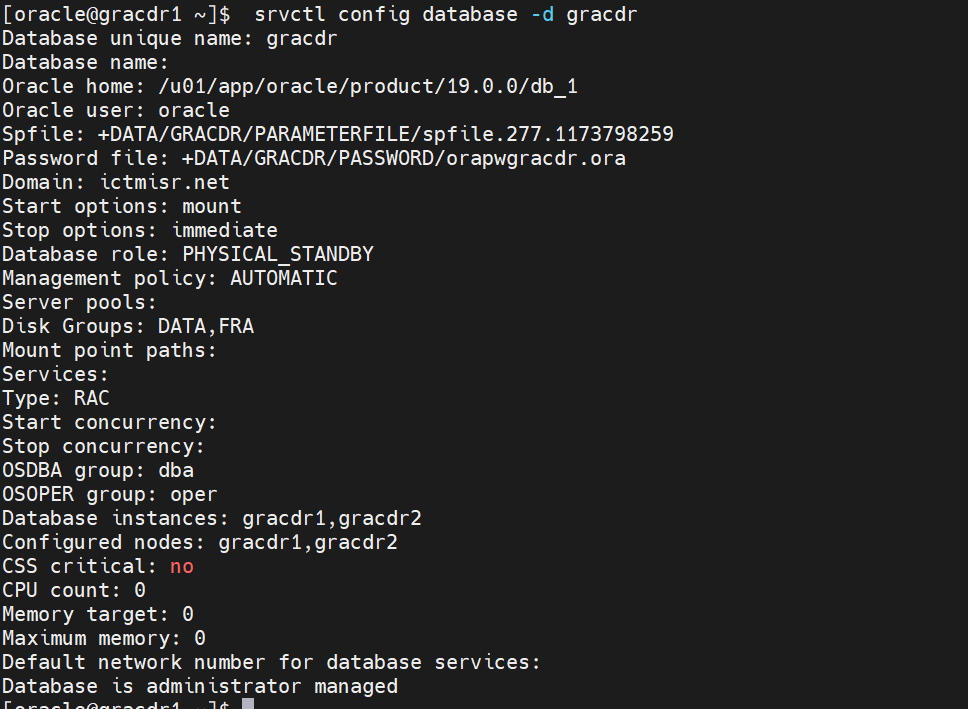 [oracle@gracdr1 ~]$  srvctl config database -d gracdr
Database unique name: gracdr
Database name:
Oracle home: /u01/app/oracle/product/19.0.0/db_1
Oracle user: oracle
Spfile: +DATA/GRACDR/PARAMETERFILE/spfile.277.1173798259
Password file: +DATA/GRACDR/PASSWORD/orapwgracdr.ora
Domain: ictmisr.net
Start options: mount
Stop options: immediate
Database role: PHYSICAL_STANDBY
Management policy: AUTOMATIC
Server pools:
Disk Groups: DATA,FRA
Mount point paths:
Services:
Type: RAC
Start concurrency:
Stop concurrency:
OSDBA group: dba
OSOPER group: oper
Database instances: gracdr1,gracdr2
Configured nodes: gracdr1,gracdr2
CSS critical: no
CPU count: 0
Memory target: 0
Maximum memory: 0
Default network number for database services:
Database is administrator managed
[oracle@gracdr1 ~]$